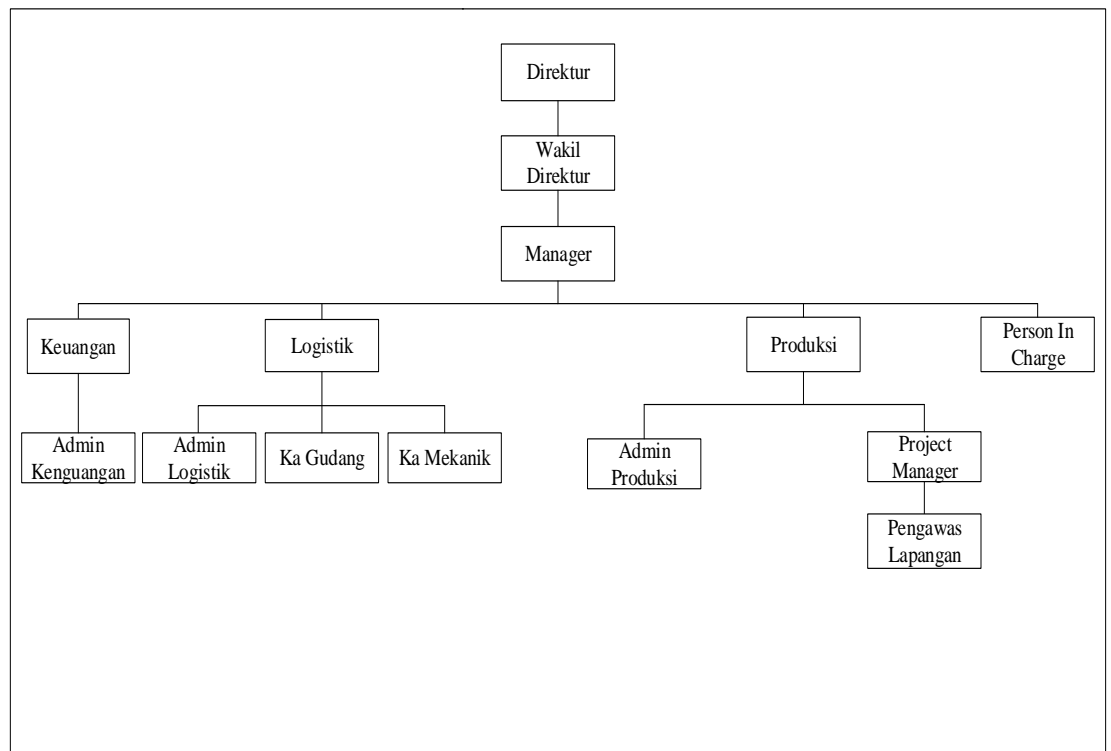 Direktur
Wakil
Direktur
Manager
Keuangan
Logistik
Produksi
Person In
Charge
Admin
Kenguangan
Admin
Logistik
Ka Gudang
Ka Mekanik
Admin
Produksi
Project
Manager
Pengawas
Lapangan